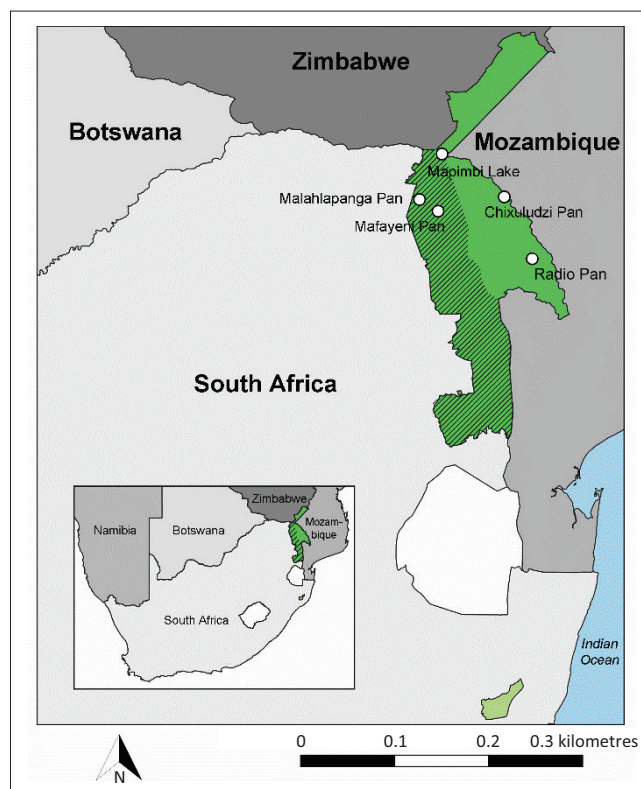 Zimbabwe
Botswana
Mozambique
Mapimbi Lake
Malahlapanga Pan
Chixuludzi Pan
Mafayeni Pan
Radio Pan
South Africa
Zimbabwe
Namibia
Botswana
Mozam-
bique
South Africa
Indian
Ocean
N
0 0.1 0.2 0.3 kilometres